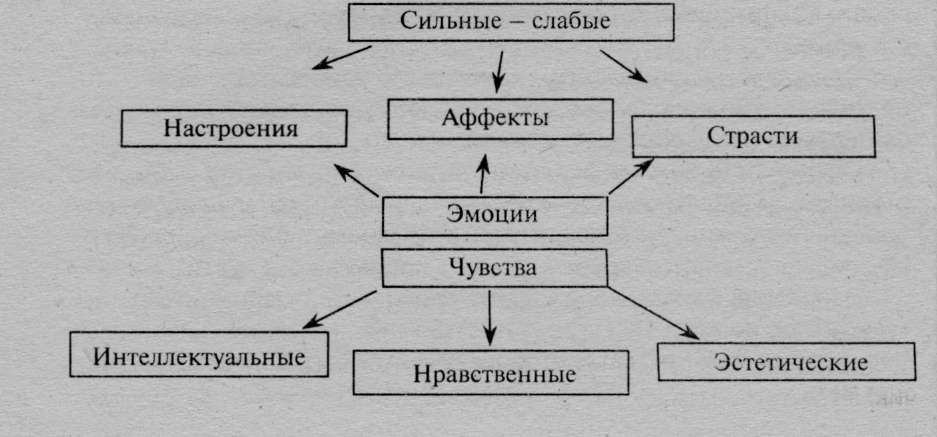 Сильные – слабые
Настроения
Аффекты
Страсти
Эмоции
Чувства
Интеллектуальные
Нравственные
Эстетические